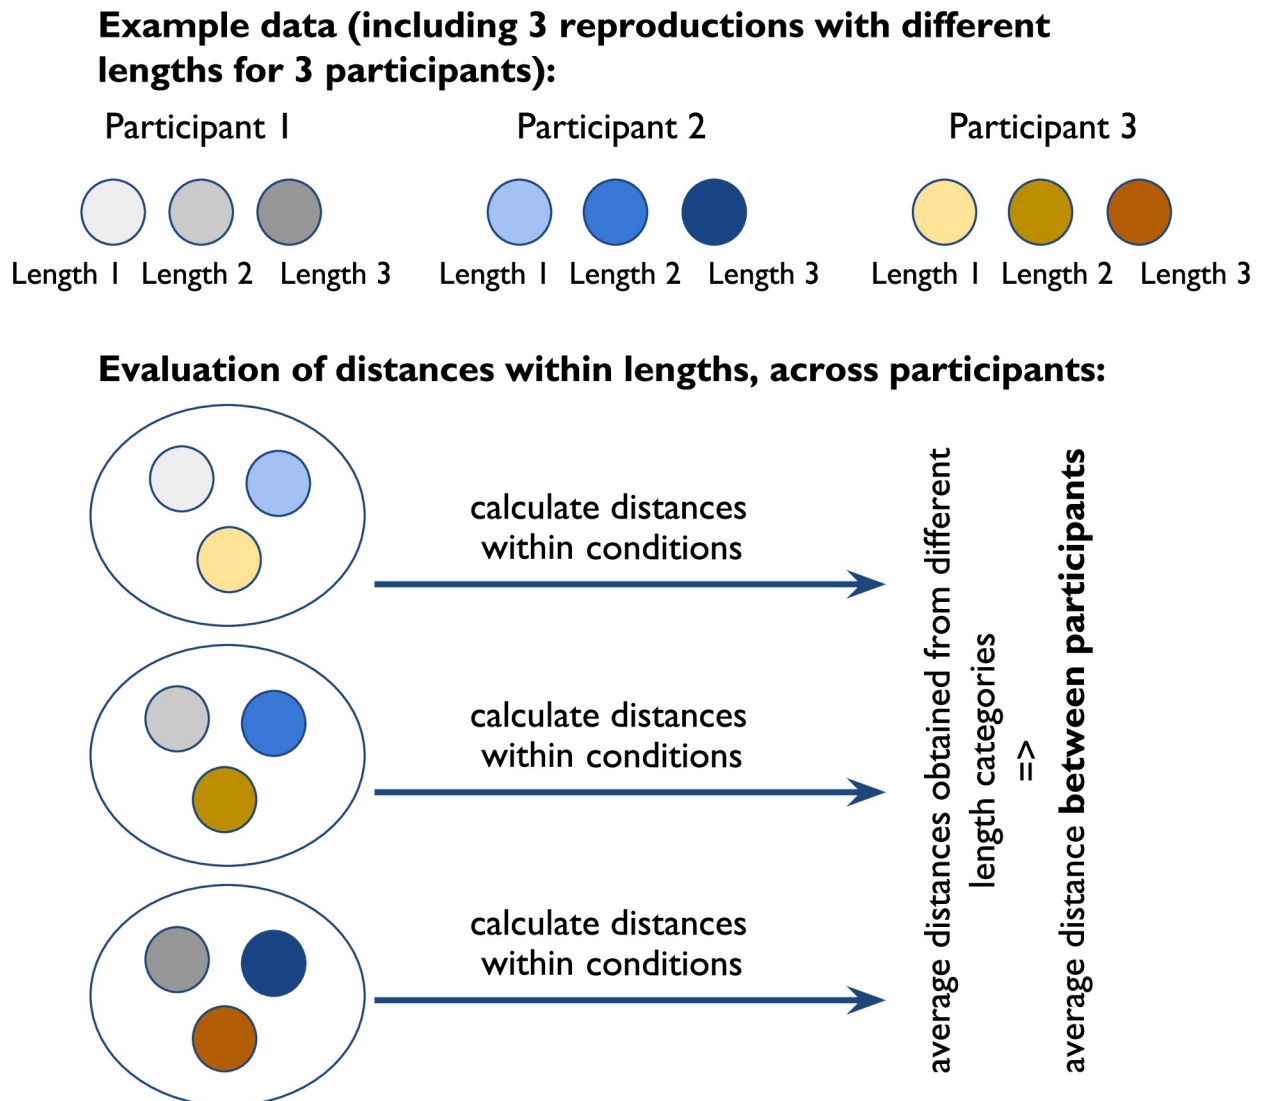 Example data (including 3 reproductions with different
lengths for 3 participants):
Participant 1
Participant 2
Participant 3
Length 1
Length 2
Length 3
Length 1
Length 2
Length 3
Length 1
Length 2
Length 3
Evaluation of distances within lengths, across participants:
calculate distances
within conditions
calculate distances
within conditions
calculate distances
within conditions
average distances obtained from different
length categories
=>
average distance between participants